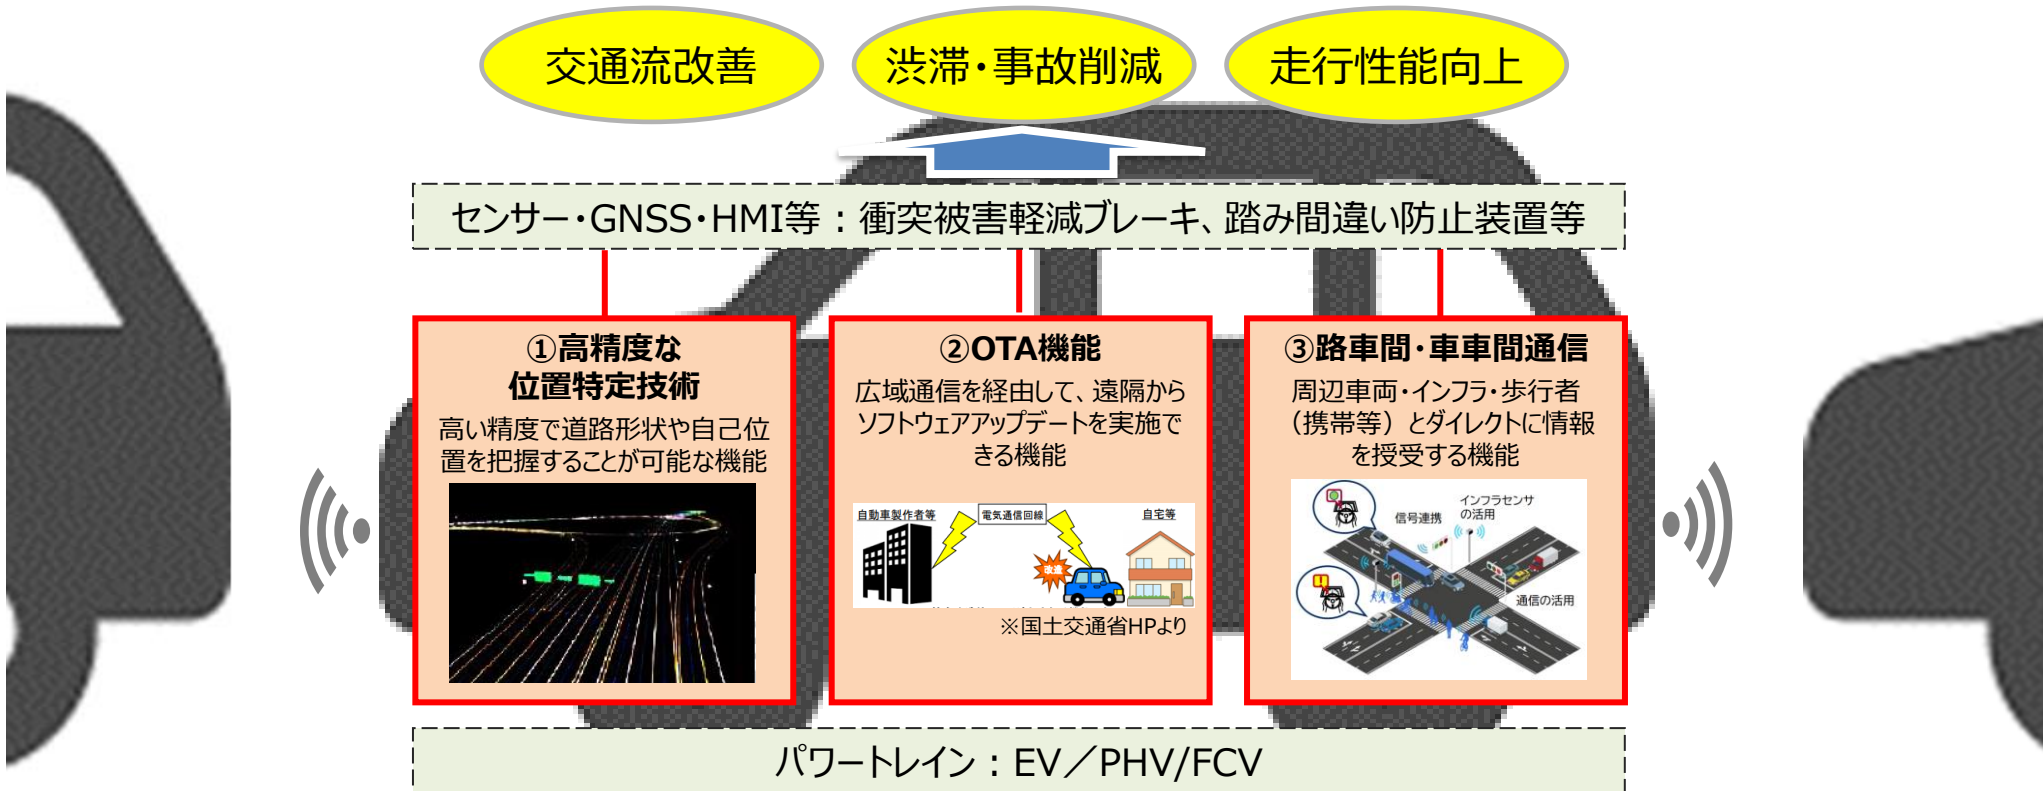 交通流改善
渋滞・事故削減
走行性能向上
センサー・GNSS・HMI等：衝突被害軽減ブレーキ、踏み間違い防止装置等
①高精度な
位置特定技術
高い精度で道路形状や自己位
置を把握することが可能な機能
②OTA機能
広域通信を経由して、遠隔から
ソフトウェアアップデートを実施で
きる機能
自動車製作者等
電気通信回線
自宅等
改造
※国土交通省HPより
③路車間・車車間通信
周辺車両・インフラ・歩行者
（携帯等）とダイレクトに情報
を授受する機能
信号連携
インフラセンサ
の活用
通信の活用
パワートレイン：EV／PHV/FCV